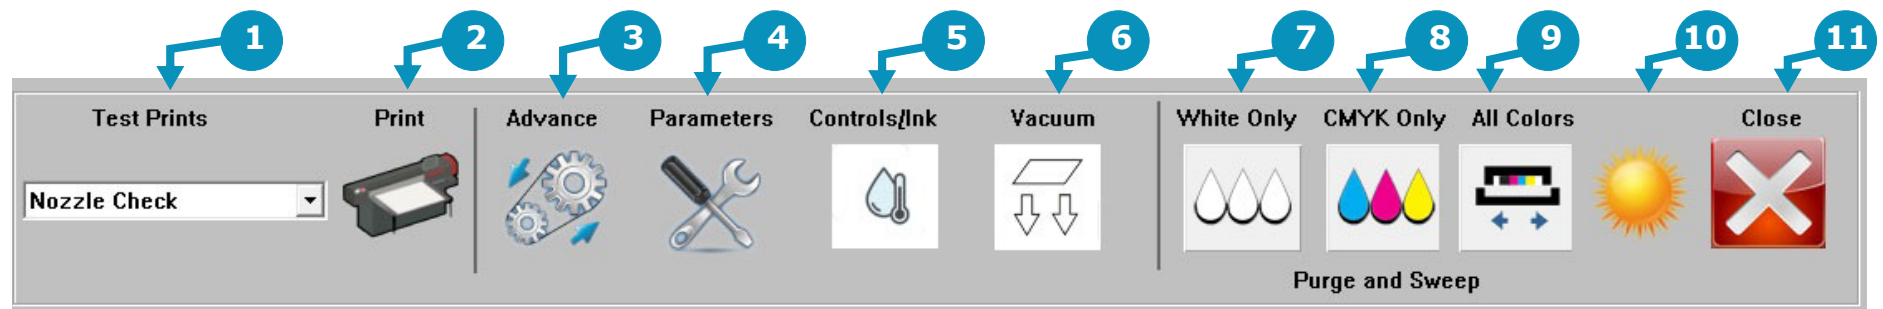 1 2 3 4 5 6 7 8 9 10 11
Test Prints Print Advance Parameters Controls/Ink Vacuum White Only CMYK Only All Colors Close
Nozzle Check
Purge and Sweep